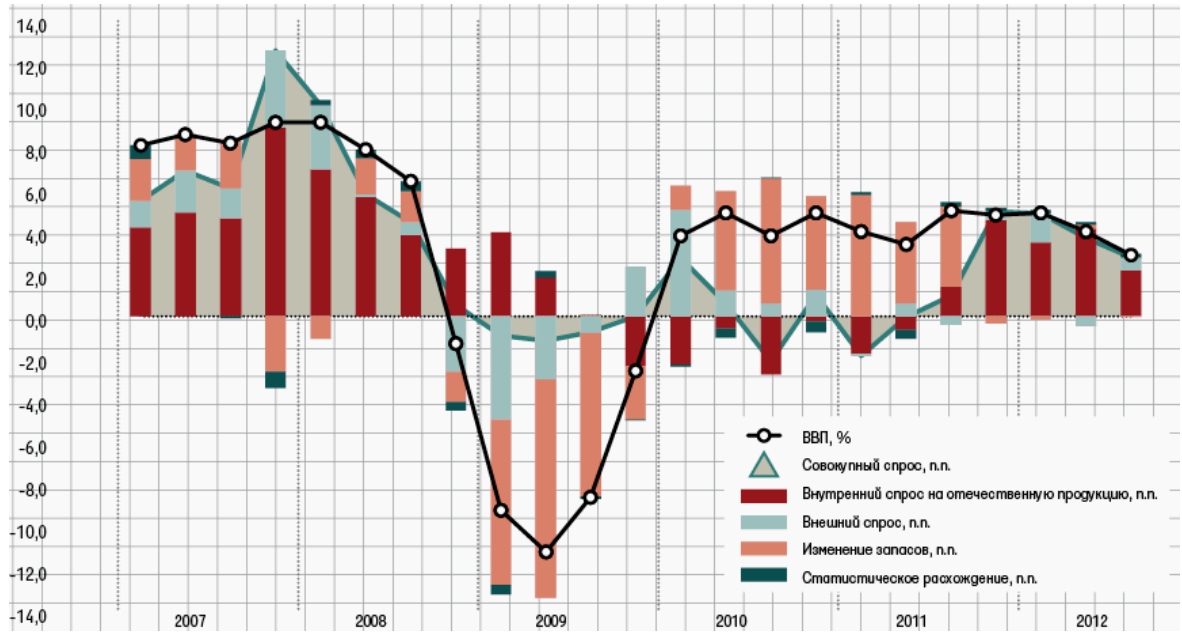 14,0
12,0
10,0
8,0
6,0
4,0
2,0
0,0
-2,0
-4,0
-6,0
-8,0
-10,0
-12,0
-14,0
ВВП, %
Совокупный спрос, п.п.
Внутренний спрос на отечественную продукцию, п.п.
Внешний спрос, п.п.
Изменение запасов, п.п.
Статистическое расхождение, п.п.
2007 2008 2009 2010 2011 2012